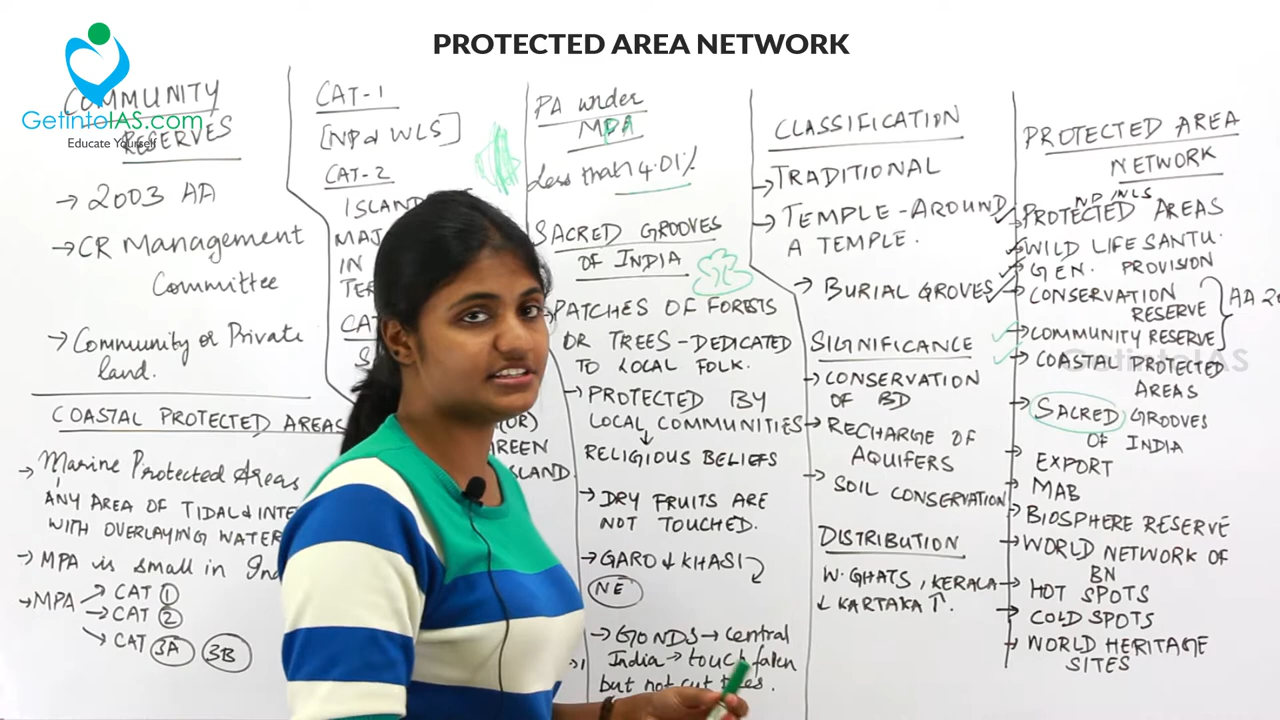 PROTECTED AREA NETWORK
GetintoIAS.com
Educate Yourself
COMMUNITY
RESERVES
→ 2003 AA
→ CR Management
Committee
→ Community or Private
land.
COASTAL PROTECTED AREAS
→ Marine Protected Areas
ANY AREA OF TIDAL & INTE
WITH OVERLAYING WATER
→ MPA is small in Ind
→ MPA → CAT 1
→ CAT 2
→ CAT 3A 3B
CAT-1
[NP & WLS]
CAT-2
ISLAN
MAJ
IN
TER
CA
S
(OR)
REEN
SLAND
PA under
MPA
Less than 4.01%
SACRED GROOVES
OF INDIA
PATCHES OF FORESTS
OR TREES - DEDICATED
TO LOCAL FOLK.
→ PROTECTED BY
LOCAL COMMUNITIES
↓
RELIGIOUS BELIEFS
→ DRY FRUITS ARE
NOT TOUCHED.
→ GARO & KHASI
NE
→ GONDS → central
India → touch fallen
but not cut trees.
CLASSIFICATION
→ TRADITIONAL
→ TEMPLE - AROUND
A TEMPLE.
→ BURIAL GROVES
SIGNIFICANCE
→ CONSERVATION
OF BD
→ RECHARGE OF
AQUIFERS
→ SOIL CONSERVATION
DISTRIBUTION
W. GHATS, KERALA
& KARTAKA ↑.
PROTECTED AREA
NETWORK
NP / WLS
→ PROTECTED AREAS
→ WILD LIFE SANTU.
→ GEN. PROVISION
→ CONSERVATION
RESERVE
AA 20
→ COMMUNITY RESERVE
GetintoIAS
→ COASTAL PROTECTED
AREAS
→ SACRED GROOVES
OF INDIA
→ EXPORT
→ MAB
→ BIOSPHERE RESERVE
→ WORLD NETWORK OF
BN
→ HOT SPOTS
→ COLD SPOTS
→ WORLD HERITAGE
SITES